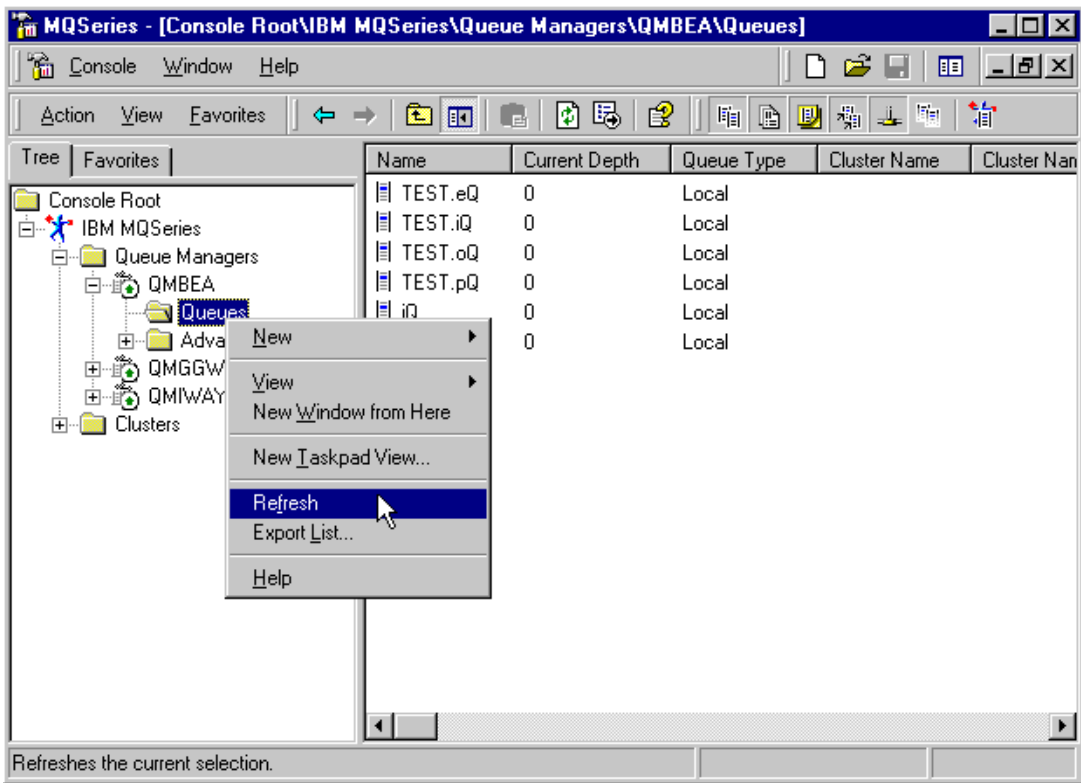 MQSeries - [Console Root\IBM MQSeries\Queue Managers\QMBEA\Queues]
Console Window Help
Action View Favorites
Tree Favorites
Name Current Depth Queue Type Cluster Name Cluster Nan
Console Root
IBM MQSeries
Queue Managers
QMBEA
Queues
Adva
QMGGW
QMIWAY
Clusters
TEST.eQ 0 Local
TEST.iQ 0 Local
TEST.oQ 0 Local
TEST.pQ 0 Local
iQ 0 Local
0 Local
New
View
New Window from Here
New Taskpad View...
Refresh
Export List...
Help
Refreshes the current selection.